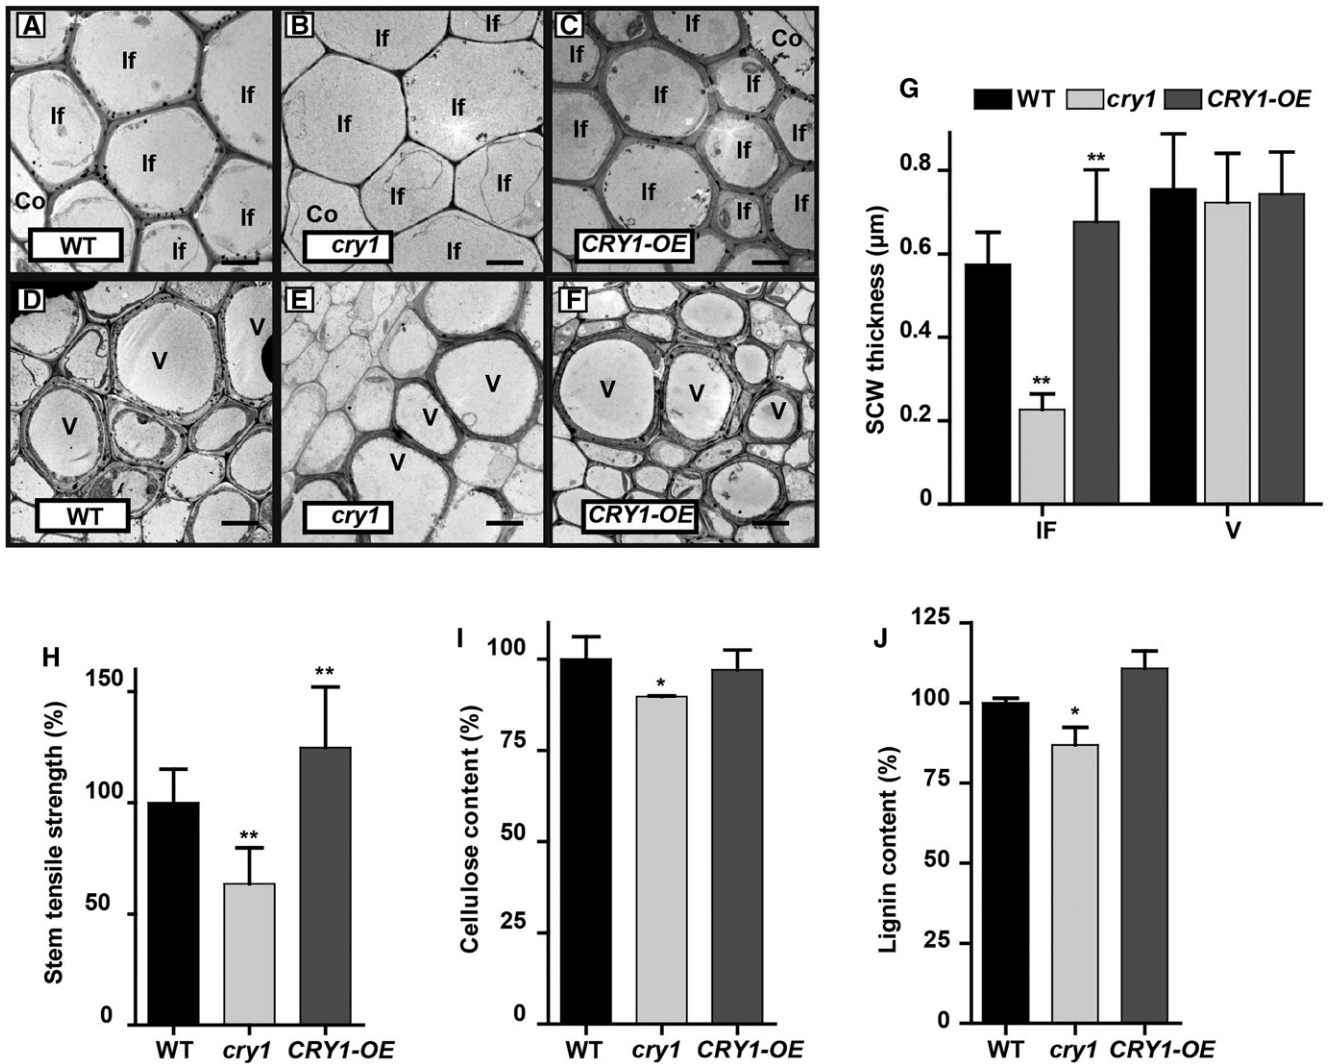 A
If
If
If
If
If
If
Co
WT
B
If
If
If
If
If
If
Co
If
cry1
C
If
Co
If
If
If
If
If
If
If
If
If
CRY1-OE
D
V
V
V
WT
E
V
V
V
cry1
F
V
V
V
CRY1-OE
G
WT cry1 CRY1-OE
SCW thickness (μm)
0.8
0.6
0.4
0.2
0
**
**
IF V
H
Stem tensile strength (%)
150
100
50
0
**
**
WT cry1 CRY1-OE
I
Cellulose content (%)
100
75
50
25
0
*
WT cry1 CRY1-OE
J
Lignin content (%)
125
100
75
50
25
0
*
WT cry1 CRY1-OE